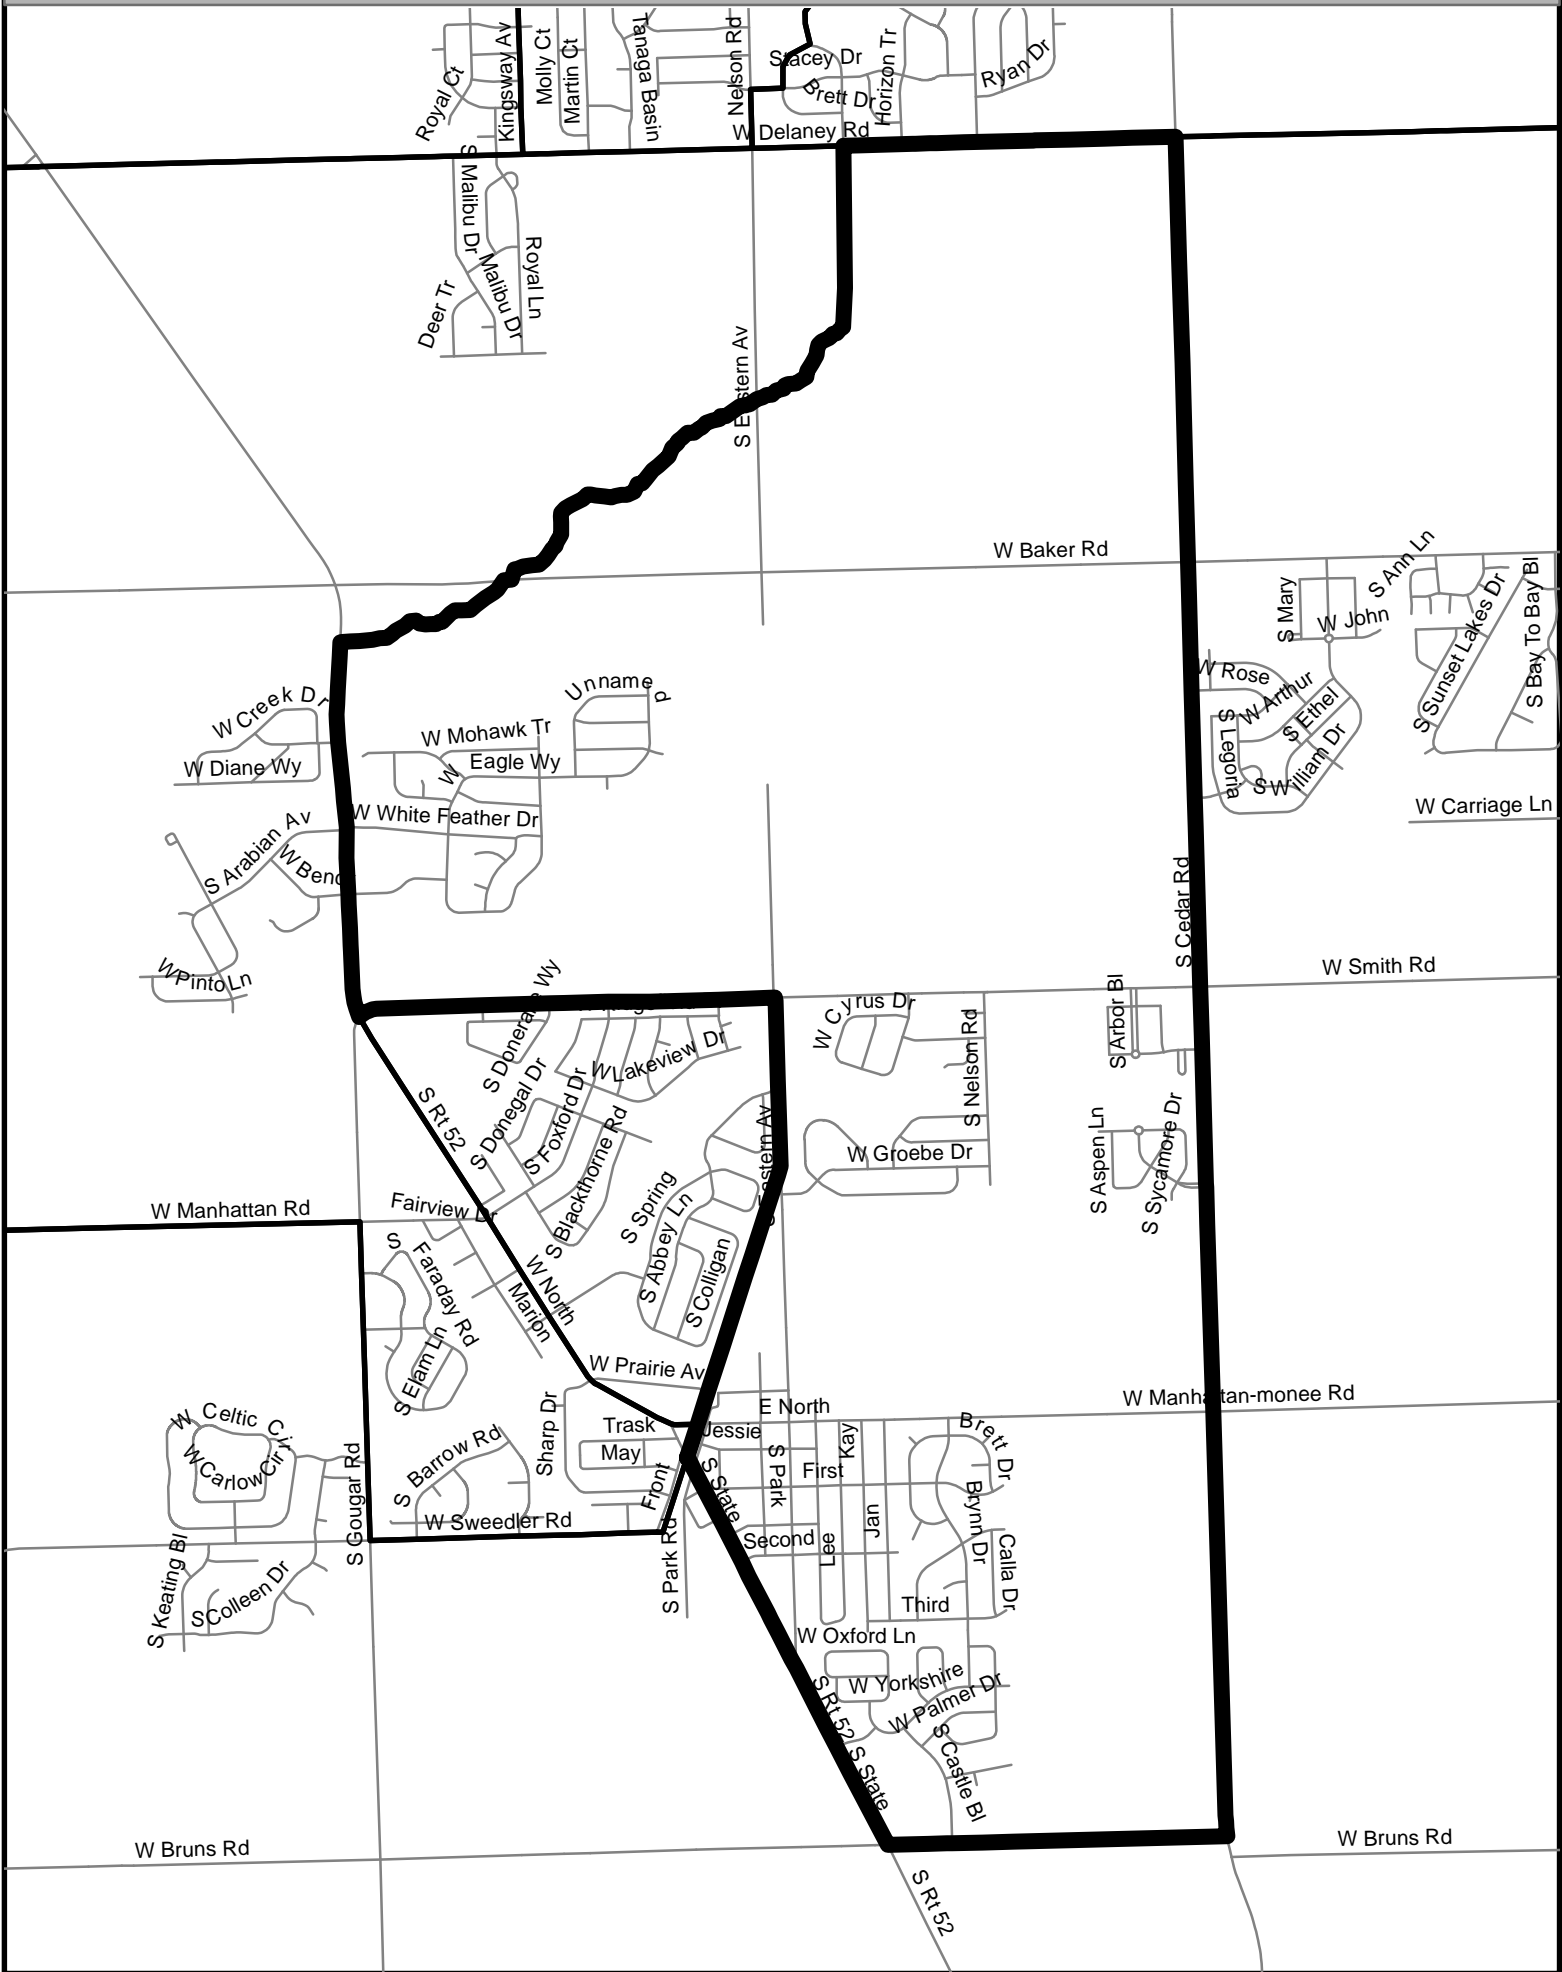 Royal Ct
Kingsway Av
Molly Ct
Martin Ct
Tanaga Basin
Nelson Rd
Stacey Dr
Brett Dr
Horizon Tr
Ryan Dr
W Delaney Rd
S Malibu Dr
Malibu Dr
Royal Ln
Deer Tr
S Eastern Av
W Baker Rd
S Ann Ln
S Mary
W John
S Sunset Lakes Dr
S Bay To Bay Bl
W Rose
W Arthur
S Ethel
S Legoria
S William Dr
W Carriage Ln
Unnamed
W Creek Dr
W Diane Wy
W Mohawk Tr
W
Eagle Wy
W White Feather Dr
S Arabian Av
W Bend
W Pinto Ln
S Cedar Rd
W Smith Rd
S Doneraile Wy
W Cyrus Dr
S Arbor Bl
S Nelson Rd
W Lakeview Dr
S Rt 52
S Donegal Dr
S Foxford Dr
S Blackthorne Rd
S Eastern Av
W Groebe Dr
S Aspen Ln
S Sycamore Dr
W Manhattan Rd
Fairview Dr
S Spring
S Abbey Ln
S Colligan
S
Faraday Rd
W North
Marion
S Elam Ln
W Prairie Av
W Manhattan-monee Rd
E North
W Celtic Cir
W Carlow Cir
S Gougar Rd
S Barrow Rd
Sharp Dr
Trask
May
Front
Jessie
S State
S Park
First
Kay
Jan
Brett Dr
Brynn Dr
Calla Dr
W Sweedler Rd
S Park Rd
Second
Lee
Third
S Keating Bl
S Colleen Dr
W Oxford Ln
W Yorkshire
W Palmer Dr
S Rt 52
S State
S Castle Bl
W Bruns Rd
W Bruns Rd
S Rt 52